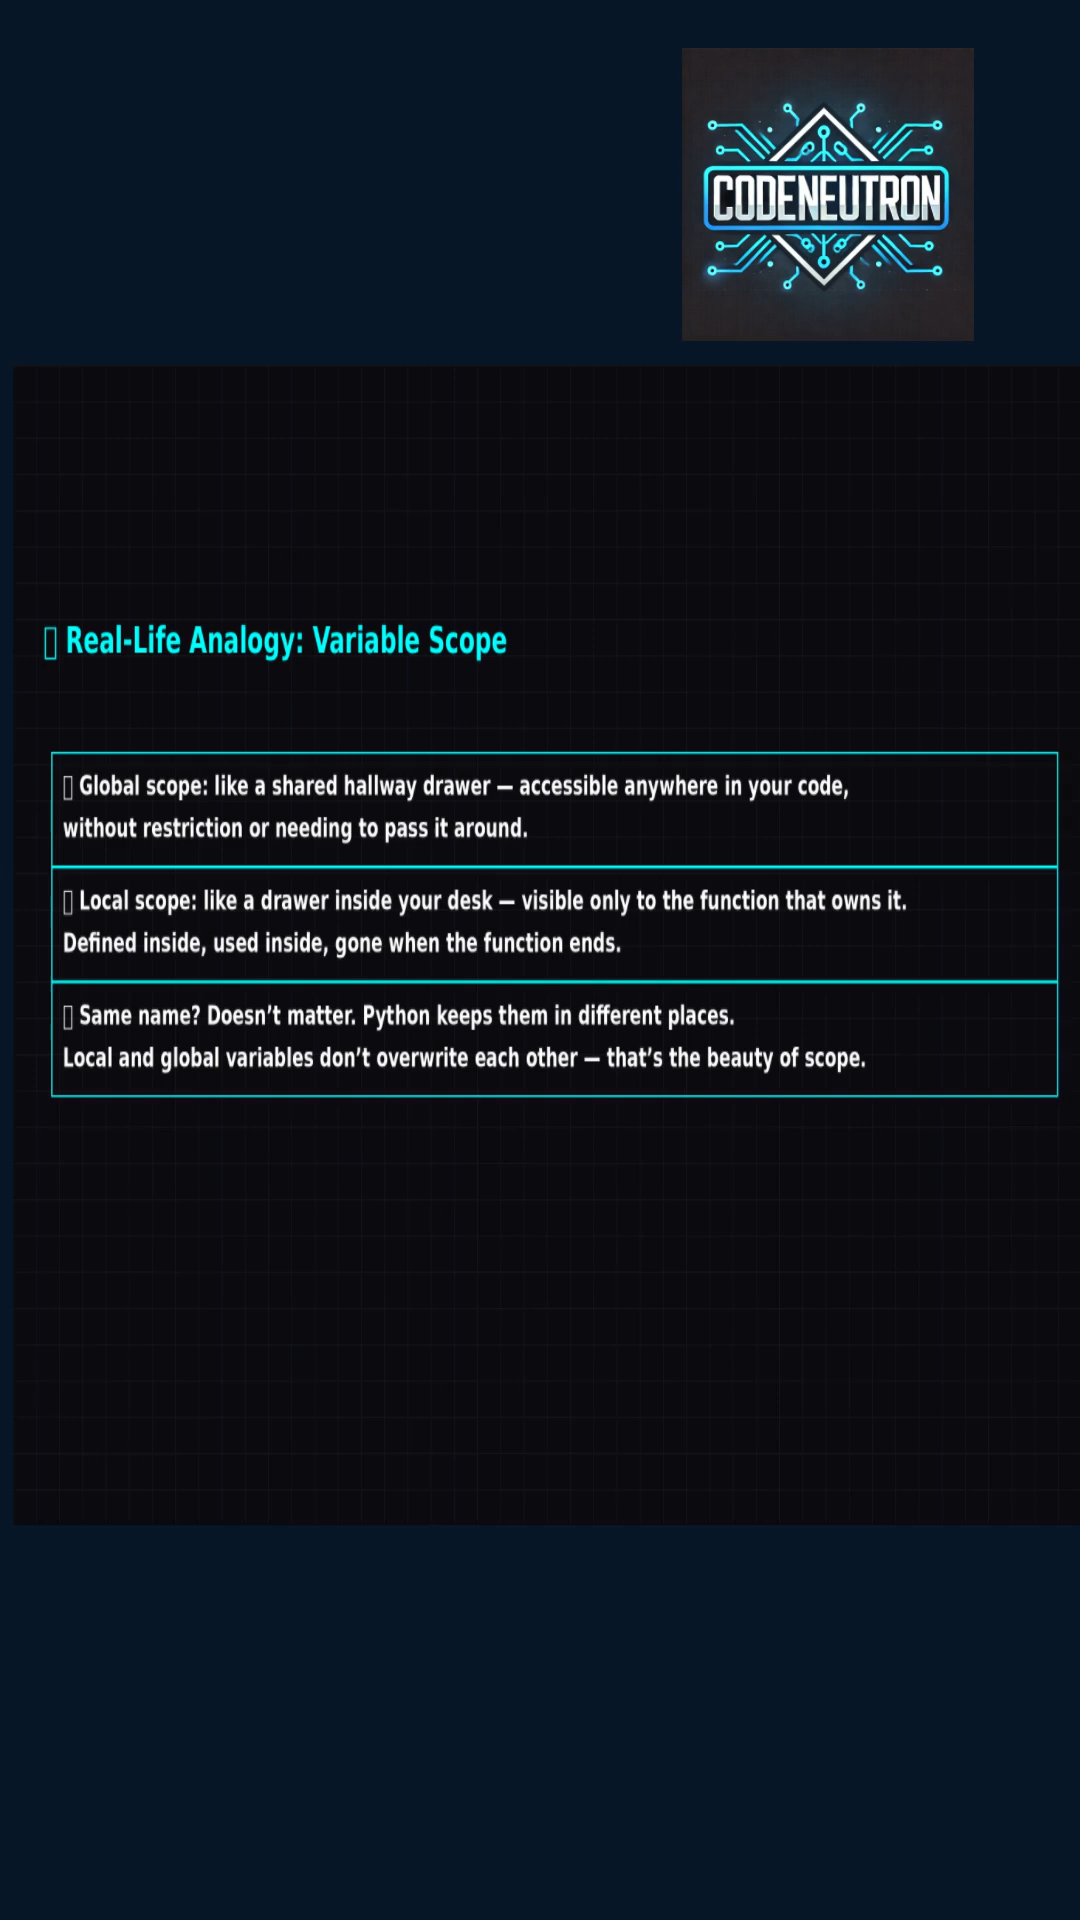 CODENEUTRON
Real-Life Analogy: Variable Scope
Global scope: like a shared hallway drawer — accessible anywhere in your code,
without restriction or needing to pass it around.
Local scope: like a drawer inside your desk — visible only to the function that owns it.
Defined inside, used inside, gone when the function ends.
Same name? Doesn’t matter. Python keeps them in different places.
Local and global variables don’t overwrite each other — that’s the beauty of scope.